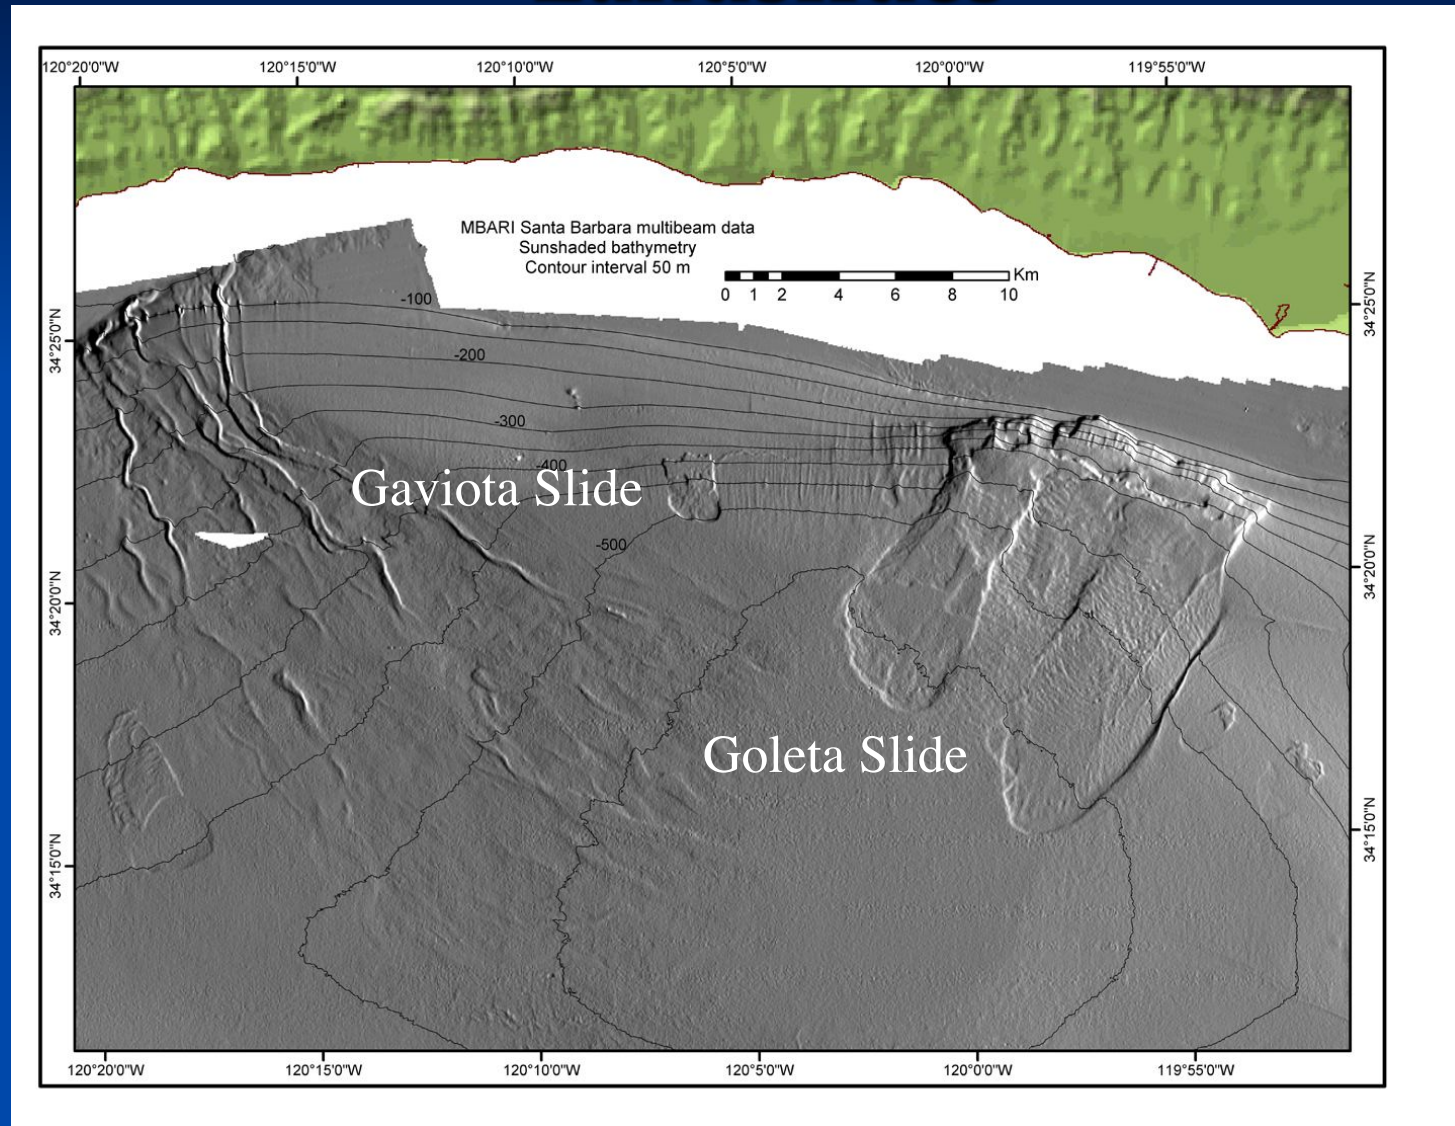 120°20'0"W 120°15'0"W 120°10'0"W 120°5'0"W 120°0'0"W 119°55'0"W
MBARI Santa Barbara multibeam data
Sunshaded bathymetry
Contour interval 50 m
Km
0 1 2 4 6 8 10
34°25'0"N
34°25'0"N
-100
-200
-300
-400
Gaviota Slide
-500
34°20'0"N
34°20'0"N
Goleta Slide
34°15'0"N
34°15'0"N
120°20'0"W 120°15'0"W 120°10'0"W 120°5'0"W 120°0'0"W 119°55'0"W